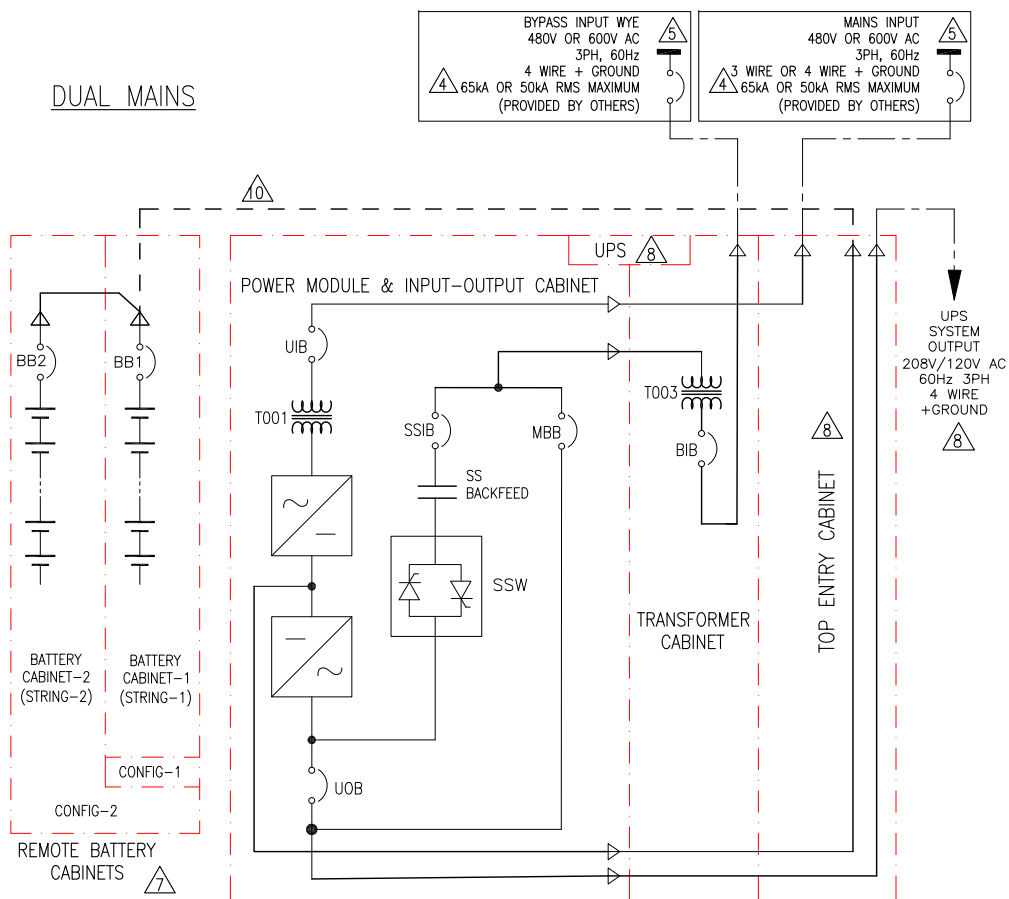 DUAL MAINS
BYPASS INPUT WYE
480V OR 600V AC
3PH, 60Hz
4 WIRE + GROUND
65kA OR 50kA RMS MAXIMUM
(PROVIDED BY OTHERS)
5
4
MAINS INPUT
480V OR 600V AC
3PH, 60Hz
3 WIRE OR 4 WIRE + GROUND
65kA OR 50kA RMS MAXIMUM
(PROVIDED BY OTHERS)
5
4
10
UPS
8
POWER MODULE & INPUT-OUTPUT CABINET
UIB
BB2
BB1
T001
SSIB
MBB
T003
BIB
SS
BACKFEED
SSW
UPS
SYSTEM
OUTPUT
208V/120V AC
60Hz 3PH
4 WIRE
+GROUND
8
8
TOP ENTRY CABINET
TRANSFORMER
CABINET
BATTERY
CABINET-2
(STRING-2)
BATTERY
CABINET-1
(STRING-1)
CONFIG-1
CONFIG-2
UOB
REMOTE BATTERY
CABINETS
7